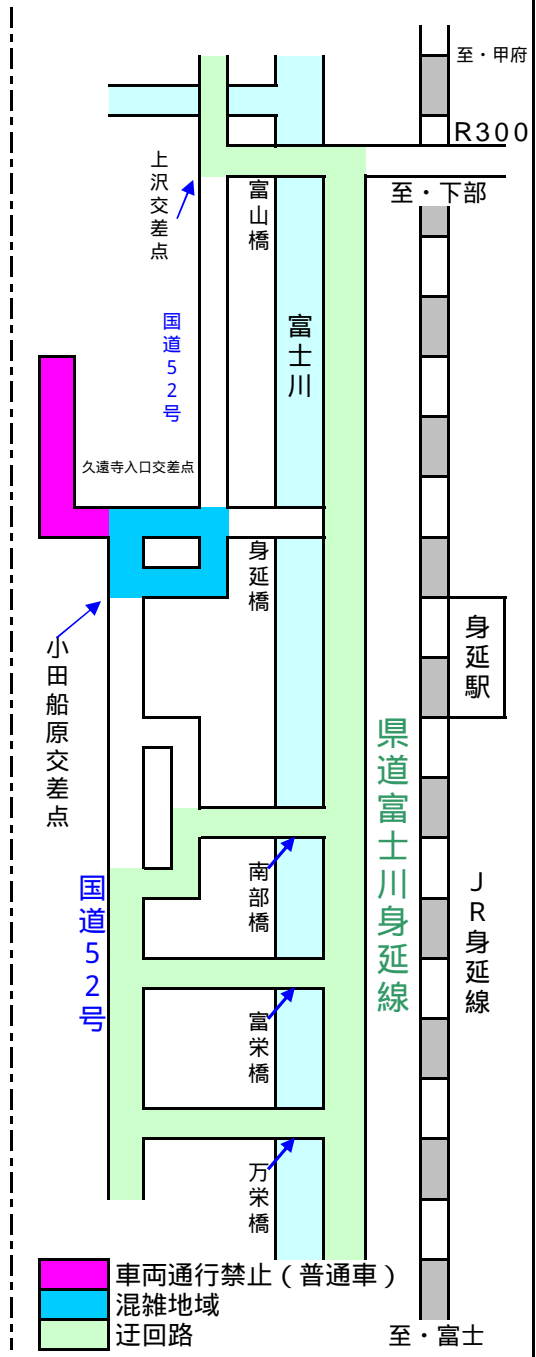 至・甲府
R300
至・下部
上沢交差点
富山橋
国道52号
富士川
久遠寺入口交差点
身延橋
小田船原交差点
身延駅
県道富士川身延線
国道52号
南部橋
JR身延線
富栄橋
万栄橋
車両通行禁止(普通車)
混雑地域
迂回路
至・富士